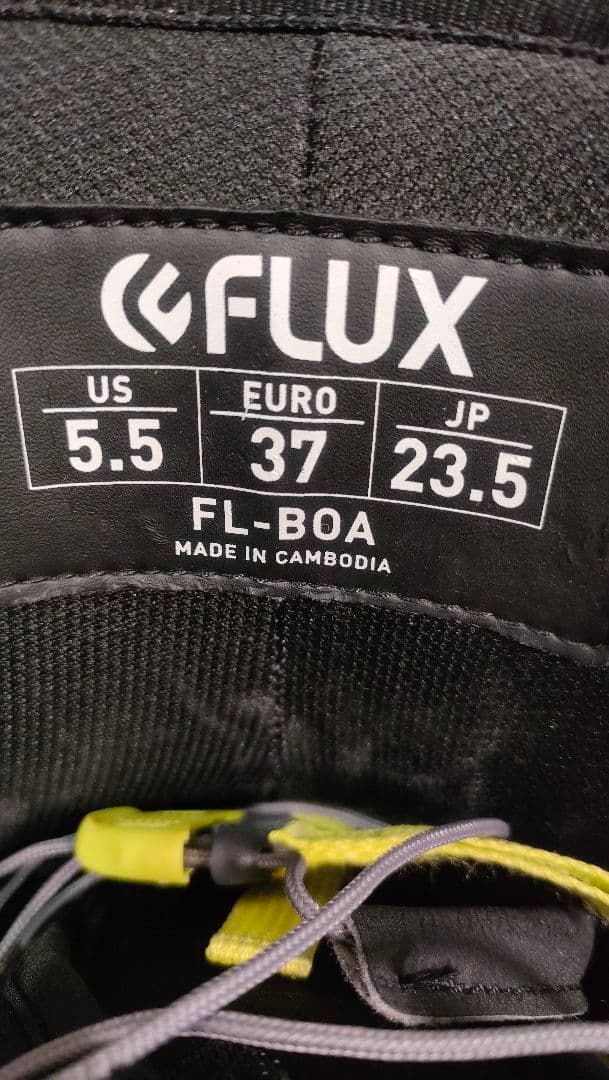 FLUX
US EURO JP
5.5 37 23.5
FL-BOA
MADE IN CAMBODIA